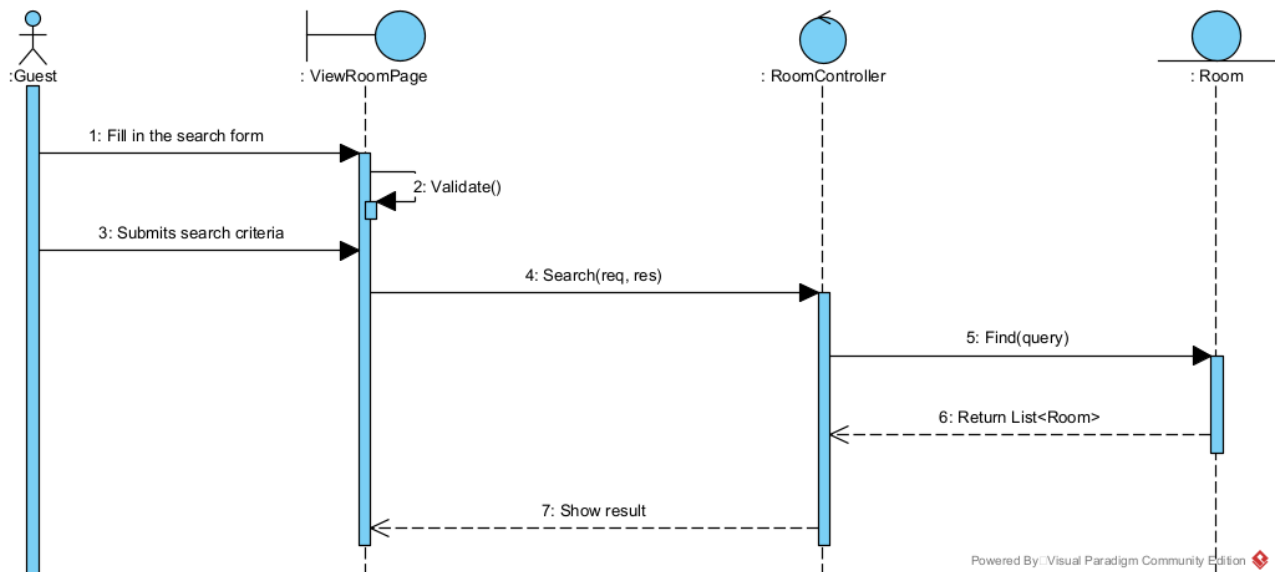 :Guest
: ViewRoomPage
: RoomController
: Room
1: Fill in the search form
2: Validate()
3: Submits search criteria
4: Search(req, res)
5: Find(query)
6: Return List<Room>
7: Show result
Powered By□Visual Paradigm Community Edition